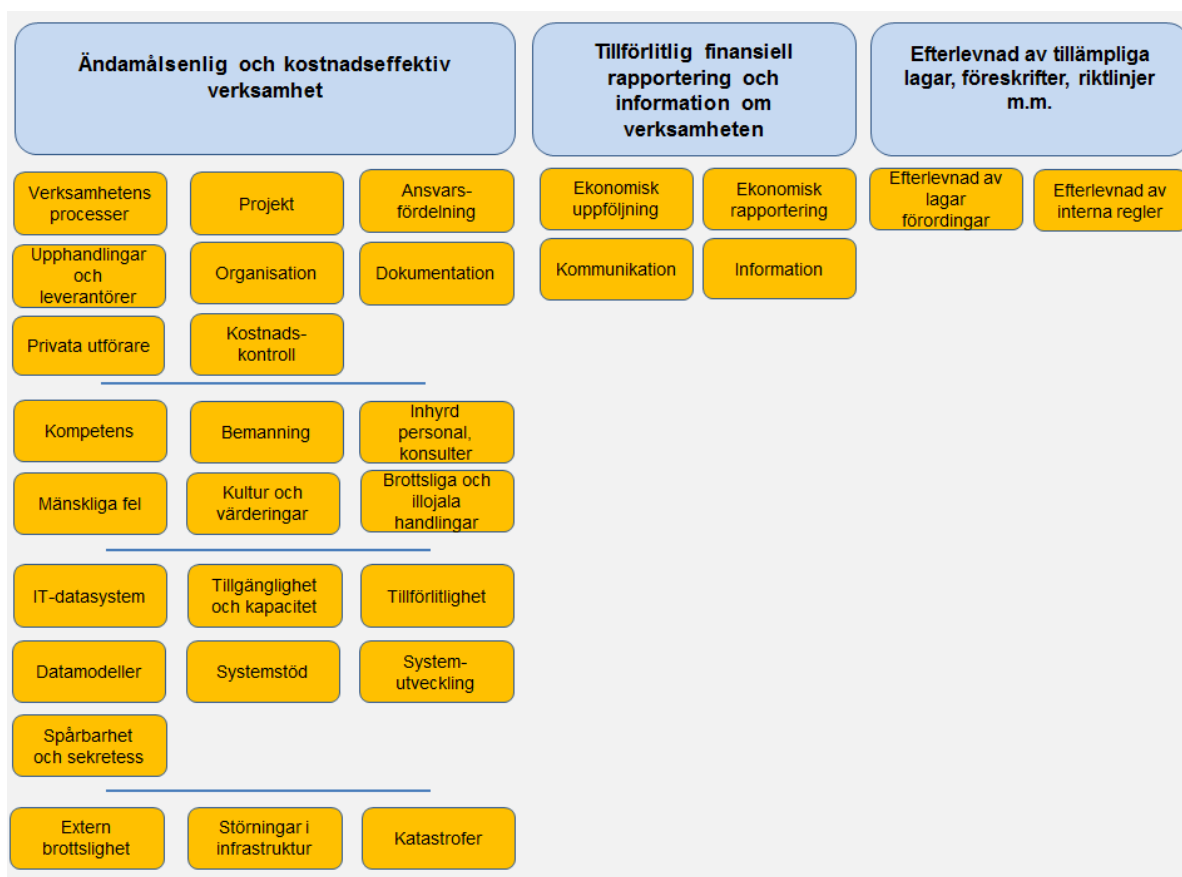 Ändamålsenlig och kostnadseffektiv
verksamhet
Tillförlitlig finansiell
rapportering och
information om
verksamheten
Efterlevnad av tillämpliga
lagar, föreskrifter, riktlinjer
m.m.
Verksamhetens
processer
Projekt
Ansvars-
fördelning
Ekonomisk
uppföljning
Ekonomisk
rapportering
Efterlevnad av
lagar
förordingar
Efterlevnad av
interna regler
Upphandlingar
och
leverantörer
Organisation
Dokumentation
Kommunikation
Information
Privata utförare
Kostnads-
kontroll
Kompetens
Bemanning
Inhyrd
personal,
konsulter
Mänskliga fel
Kultur och
värderingar
Brottsliga och
illojala
handlingar
IT-datasystem
Tillgänglighet
och kapacitet
Tillförlitlighet
Datamodeller
Systemstöd
System-
utveckling
Spårbarhet
och sekretess
Extern
brottslighet
Störningar i
infrastruktur
Katastrofer